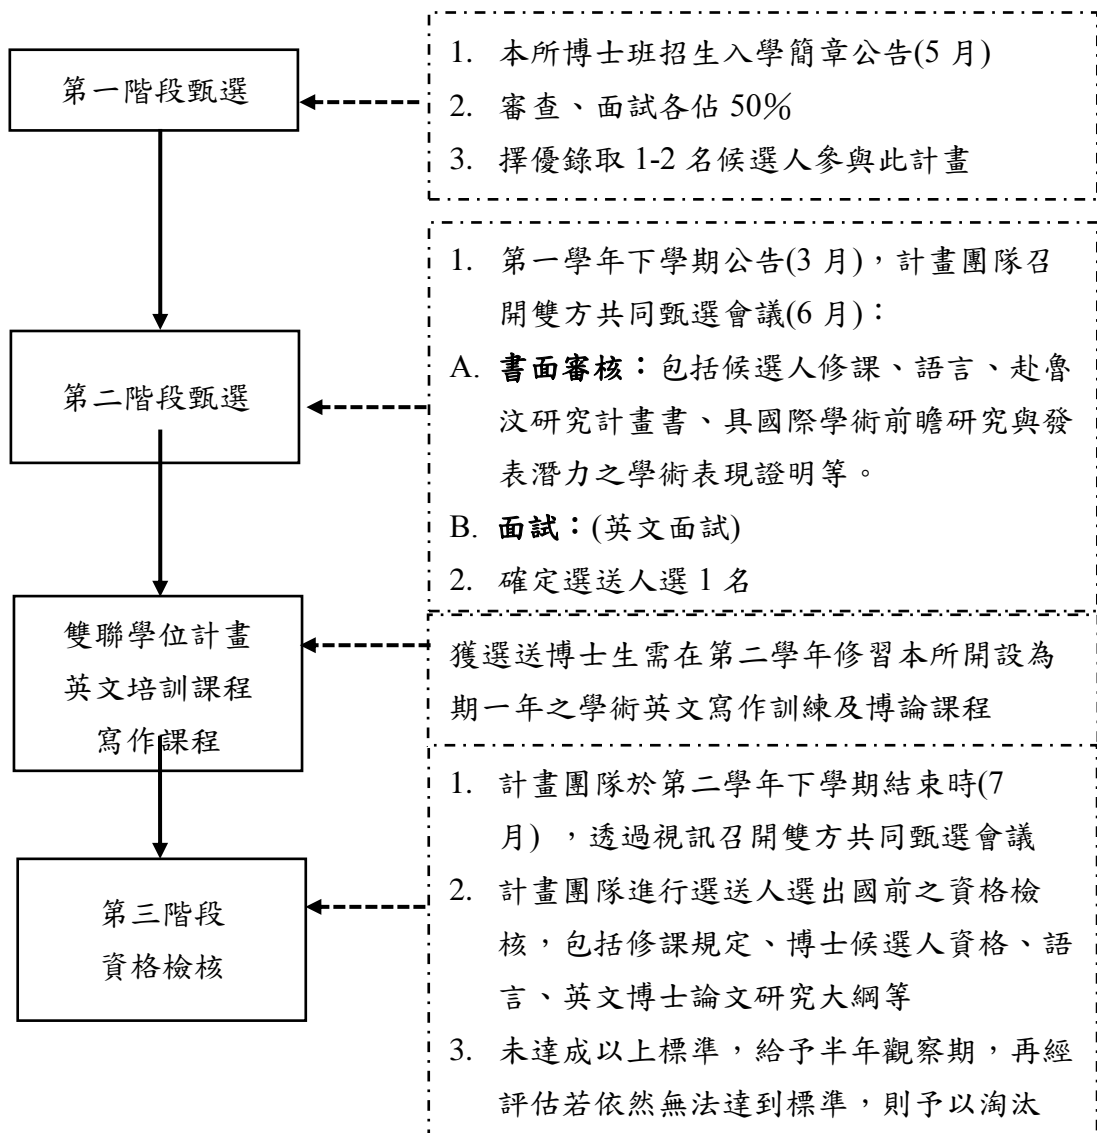 第一階段甄選
1. 本所博士班招生入學簡章公告(5 月)
2. 審查、面試各佔 50%
3. 擇優錄取 1-2 名候選人參與此計畫
第二階段甄選
1. 第一學年下學期公告(3 月)，計畫團隊召
開雙方共同甄選會議(6 月)：
A. 書面審核：包括候選人修課、語言、赴魯
汶研究計畫書、具國際學術前瞻研究與發
表潛力之學術表現證明等。
B. 面試：(英文面試)
2. 確定選送人選 1 名
雙聯學位計畫
英文培訓課程
寫作課程
獲選送博士生需在第二學年修習本所開設為
期一年之學術英文寫作訓練及博論課程
第三階段
資格檢核
1. 計畫團隊於第二學年下學期結束時(7
月) ，透過視訊召開雙方共同甄選會議
2. 計畫團隊進行選送人選出國前之資格檢
核，包括修課規定、博士候選人資格、語
言、英文博士論文研究大綱等
3. 未達成以上標準，給予半年觀察期，再經
評估若依然無法達到標準，則予以淘汰